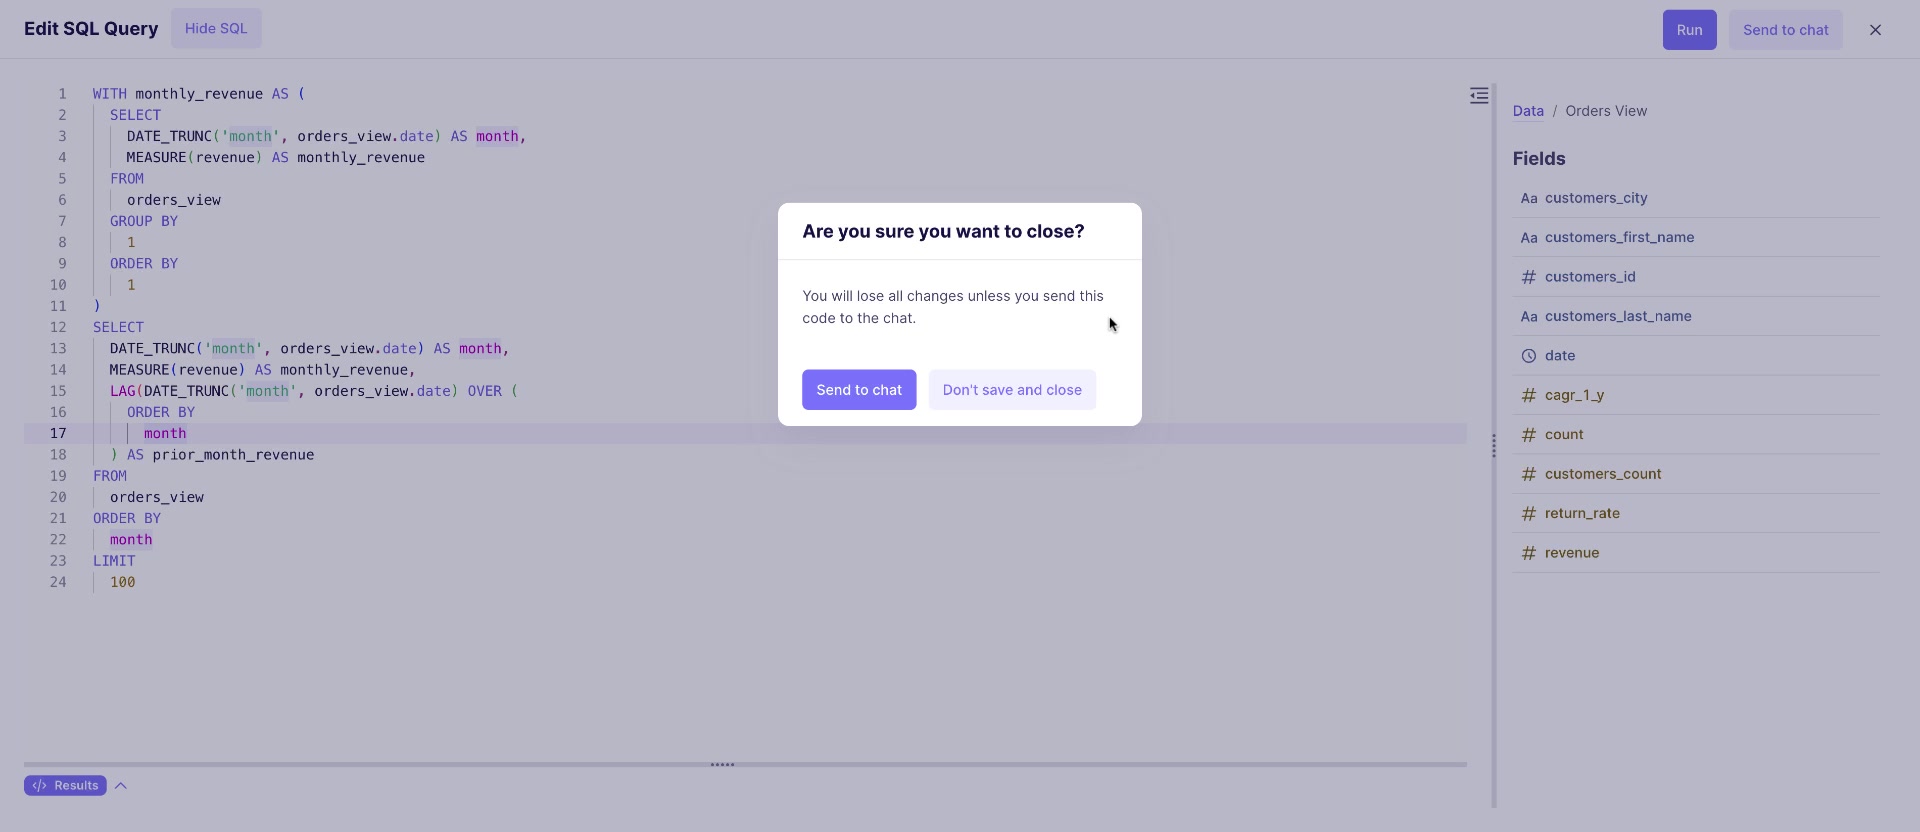 Edit SQL Query Hide SQL Run Send to chat
1 WITH monthly_revenue AS (
2 SELECT
3 DATE_TRUNC('month', orders_view.date) AS month,
4 MEASURE(revenue) AS monthly_revenue
5 FROM
6 orders_view
7 GROUP BY
8 1
9 ORDER BY
10 1
11 )
12 SELECT
13 DATE_TRUNC('month', orders_view.date) AS month,
14 MEASURE(revenue) AS monthly_revenue,
15 LAG(DATE_TRUNC('month', orders_view.date) OVER (
16 ORDER BY
17 month
18 ) AS prior_month_revenue
19 FROM
20 orders_view
21 ORDER BY
22 month
23 LIMIT
24 100
Are you sure you want to close?
You will lose all changes unless you send this
code to the chat.
Send to chat Don't save and close
Data / Orders View
Fields
Aa customers_city
Aa customers_first_name
# customers_id
Aa customers_last_name
date
# cagr_1_y
# count
# customers_count
# return_rate
# revenue
</> Results